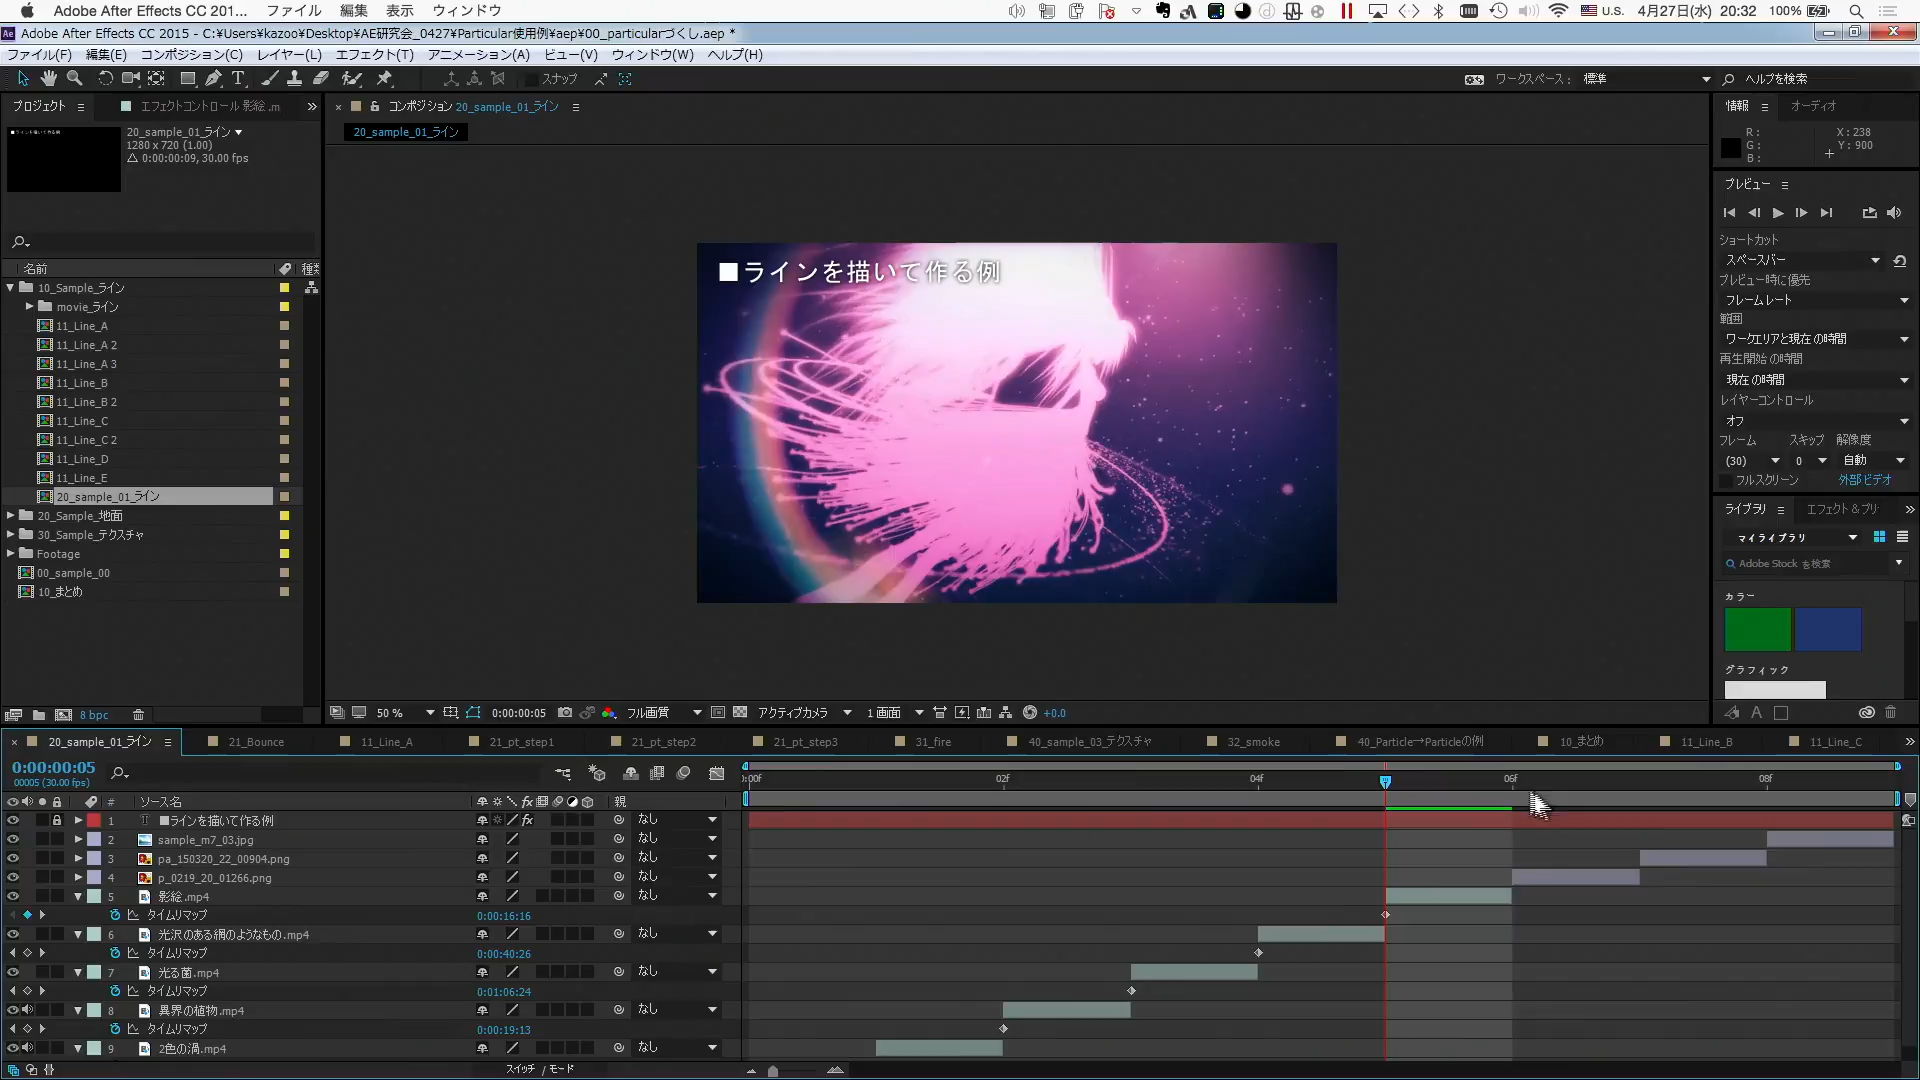 After Effects CC 201...
ファイル
編集
表示
ウィンドウ
U.S.
4月27日(水)
20:32
100%
Ae
Adobe After Effects CC 2015 - C:¥Users¥kazoo¥Desktop¥AE研究会_0427¥Particular使用例¥aep¥00_particularづくし.aep *
ファイル(F)
編集(E)
コンポジション(C)
レイヤー(L)
エフェクト(T)
アニメーション(A)
ビュー(V)
ウィンドウ(W)
ヘルプ(H)
スナップ
ワークスペース :
標準
ヘルプを検索
プロジェクト
エフェクトコントロール 影絵 .m
20_sample_01_ライン
1280 x 720 (1.00)
Δ 0:00:00:09, 30.00 fps
名前
種類
10_Sample_ライン
movie_ライン
11_Line_A
11_Line_A 2
11_Line_A 3
11_Line_B
11_Line_B 2
11_Line_C
11_Line_C 2
11_Line_D
11_Line_E
20_sample_01_ライン
20_Sample_地面
30_Sample_テクスチャ
Footage
00_sample_00
10_まとめ
8 bpc
コンポジション 20_sample_01_ライン
20_sample_01_ライン
■ラインを描いて作る例
50 %
0:00:00:05
フル画質
アクティブカメラ
1 画面
+0.0
情報
オーディオ
R :
G :
B :
X : 238
Y : 900
プレビュー
ショートカット
スペースバー
プレビュー時に優先
フレームレート
範囲
ワークエリアと現在の時間
再生開始の時間
現在の時間
レイヤーコントロール
オフ
フレーム
スキップ
解像度
(30)
0
自動
フルスクリーン
外部ビデオ
ライブラリ
エフェクト & プリ
マイライブラリ
Adobe Stock を検索
カラー
グラフィック
20_sample_01_ライン
21_Bounce
11_Line_A
21_pt_step1
21_pt_step2
21_pt_step3
31_fire
40_sample_03_テクスチャ
32_smoke
40_Particle→Particleの例
10_まとめ
11_Line_B
11_Line_C
0:00:00:05
00005 (30.00 fps)
:00f
02f
04f
06f
08f
#
ソース名
fx
親
1
T
■ラインを描いて作る例
なし
2
sample_m7_03.jpg
なし
3
pa_150320_22_00904.png
なし
4
p_0219_20_01266.png
なし
5
影絵.mp4
なし
タイムリマップ
0:00:16:16
6
光沢のある網のようなもの.mp4
なし
タイムリマップ
0:00:40:26
7
光る菌.mp4
なし
タイムリマップ
0:01:06:24
8
異界の植物.mp4
なし
タイムリマップ
0:00:19:13
9
2色の渦.mp4
なし
スイッチ / モード